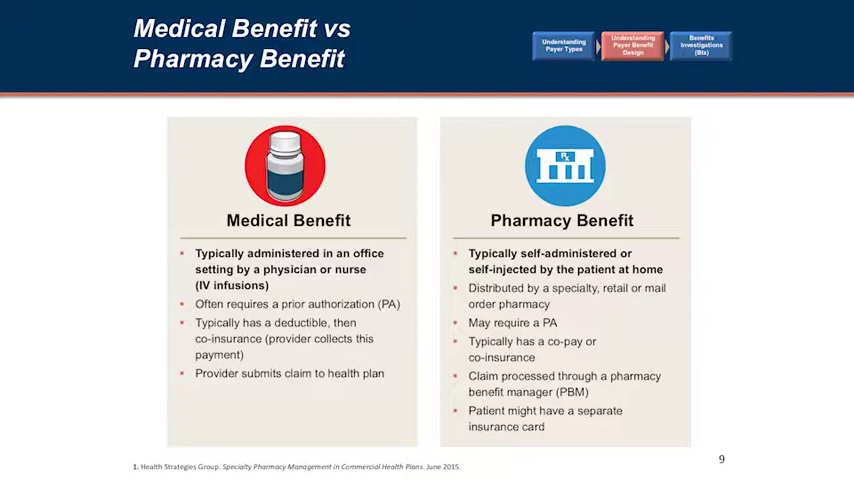 Medical Benefit vs
Pharmacy Benefit
Understanding
Payer Types
Understanding
Payer Benefit
Design
Benefits
Investigations
(BIs)
Medical Benefit
▪ Typically administered in an office
setting by a physician or nurse
(IV infusions)
▪ Often requires a prior authorization (PA)
▪ Typically has a deductible, then
co-insurance (provider collects this
payment)
▪ Provider submits claim to health plan
Rx
Pharmacy Benefit
▪ Typically self-administered or
self-injected by the patient at home
▪ Distributed by a specialty, retail or mail
order pharmacy
▪ May require a PA
▪ Typically has a co-pay or
co-insurance
▪ Claim processed through a pharmacy
benefit manager (PBM)
▪ Patient might have a separate
insurance card
1. Health Strategies Group. Specialty Pharmacy Management in Commercial Health Plans. June 2015.
9